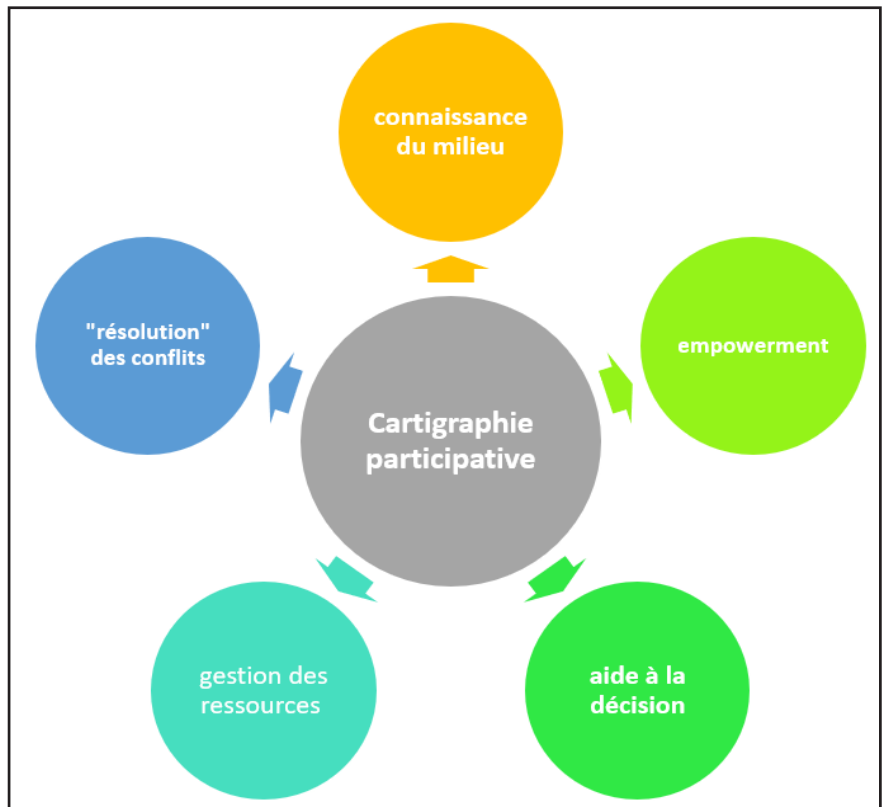 connaissance
du milieu
"résolution"
des conflits
empowerment
Cartigraphie
participative
gestion des
ressources
aide à la
décision